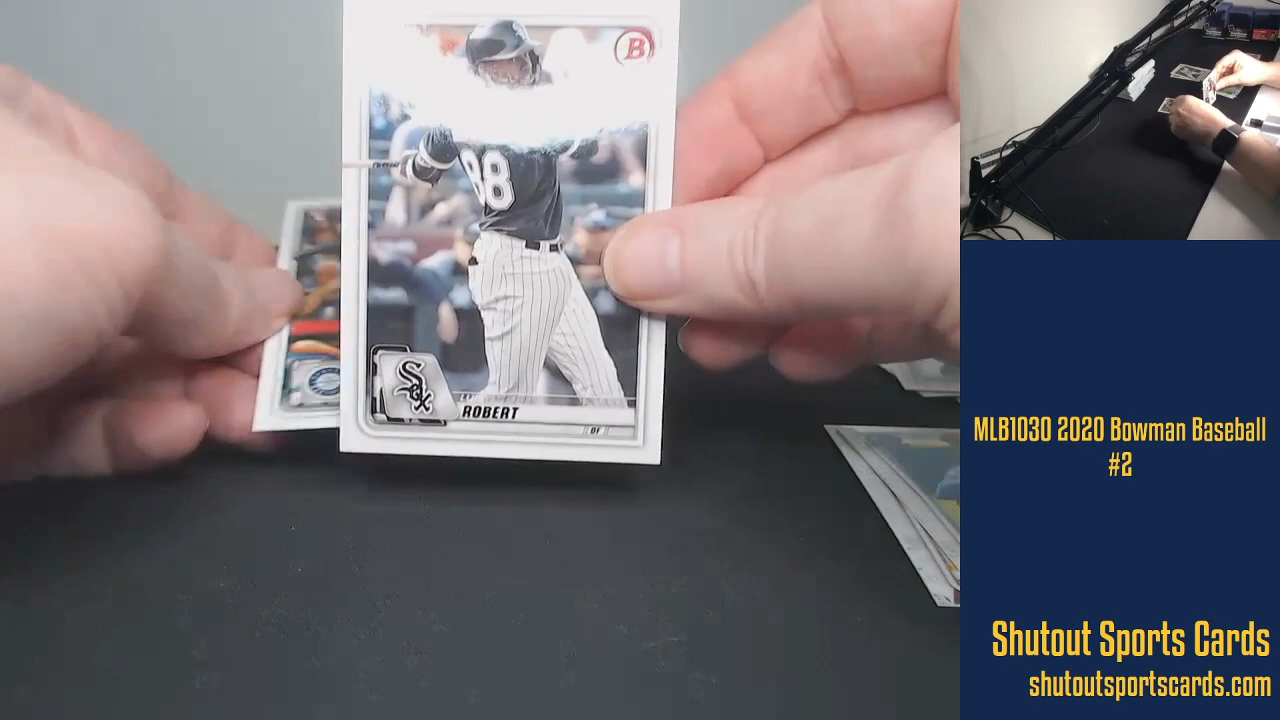 B
88
Sox
ROBERT
OF
MLB1030 2020 Bowman Baseball
#2
Shutout Sports Cards
shutoutsportscards.com